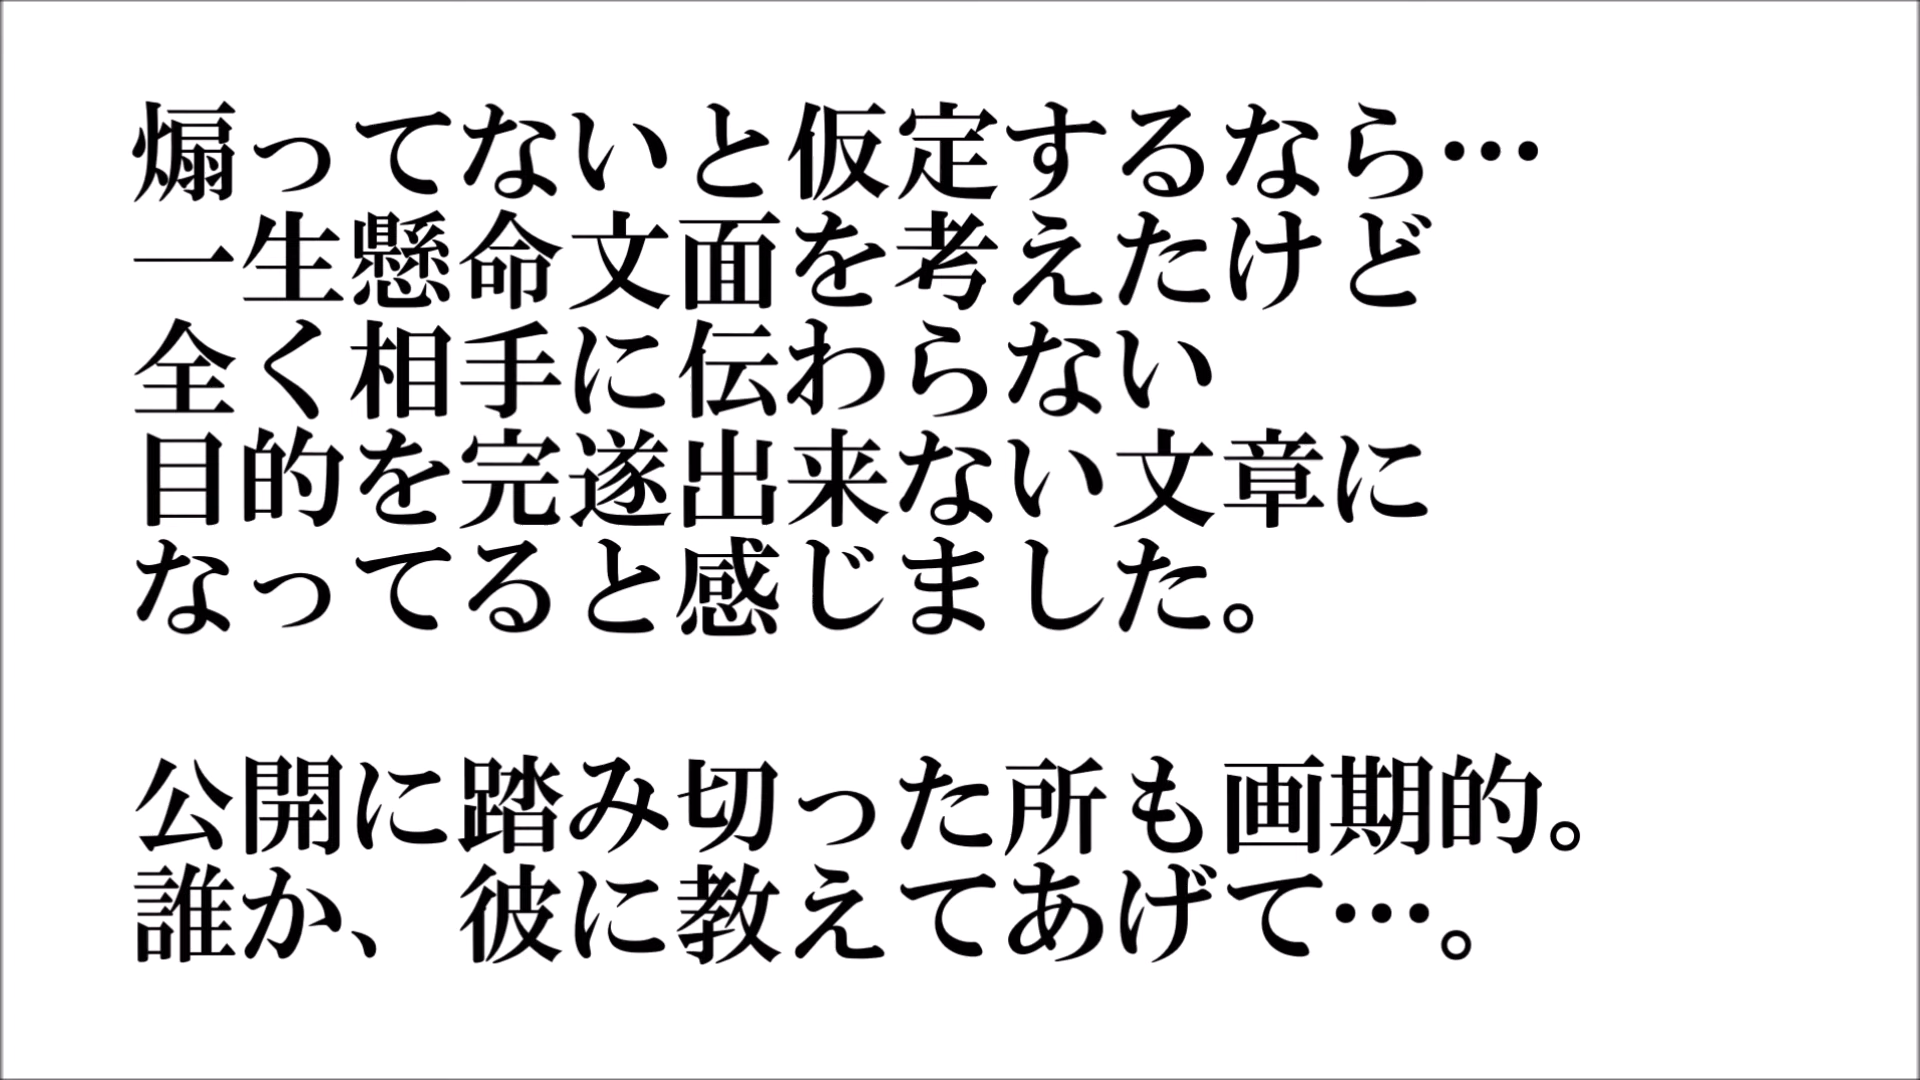 煽ってないと仮定するなら…
一生懸命文面を考えたけど
全く相手に伝わらない
目的を完遂出来ない文章に
なってると感じました。
公開に踏み切った所も画期的。
誰か、彼に教えてあげて…。